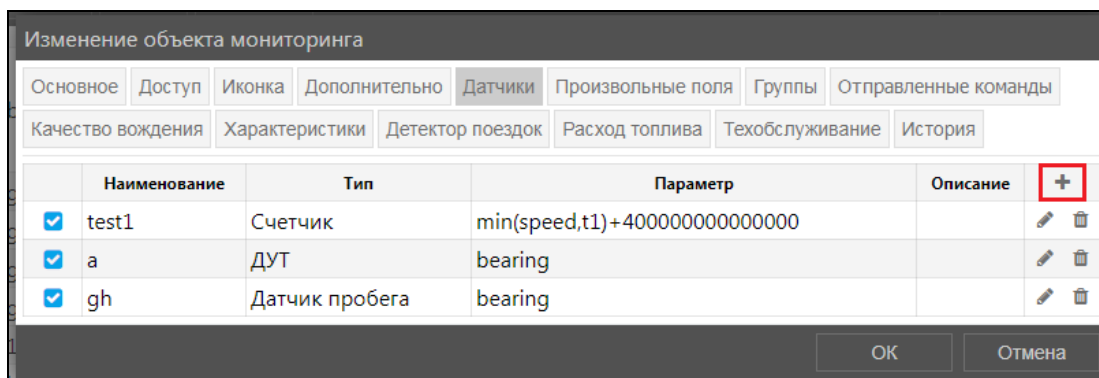 Изменение объекта мониторинга
Основное Доступ Иконка Дополнительно Датчики Произвольные поля Группы Отправленные команды
Качество вождения Характеристики Детектор поездок Расход топлива Техобслуживание История
Наименование Тип Параметр Описание +
test1 Счетчик min(speed,t1)+400000000000000
a ДУТ bearing
gh Датчик пробега bearing
ОК Отмена